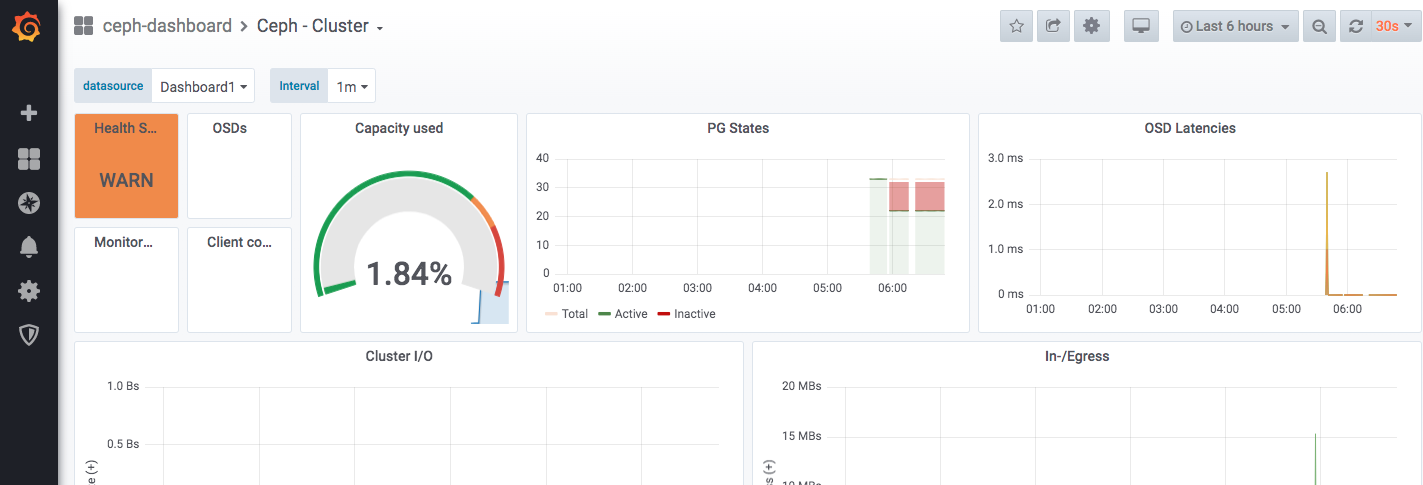 ceph-dashboard > Ceph - Cluster
Last 6 hours
30s
datasource Dashboard1
Interval 1m
Health S...
WARN
OSDs
Monitor...
Client co...
Capacity used
1.84%
PG States
40
30
20
10
0
01:00 02:00 03:00 04:00 05:00 06:00
Total Active Inactive
OSD Latencies
3.0 ms
2.0 ms
1.0 ms
0 ms
01:00 02:00 03:00 04:00 05:00 06:00
Cluster I/O
1.0 Bs
0.5 Bs
In-/Egress
20 MBs
15 MBs
10 MBs